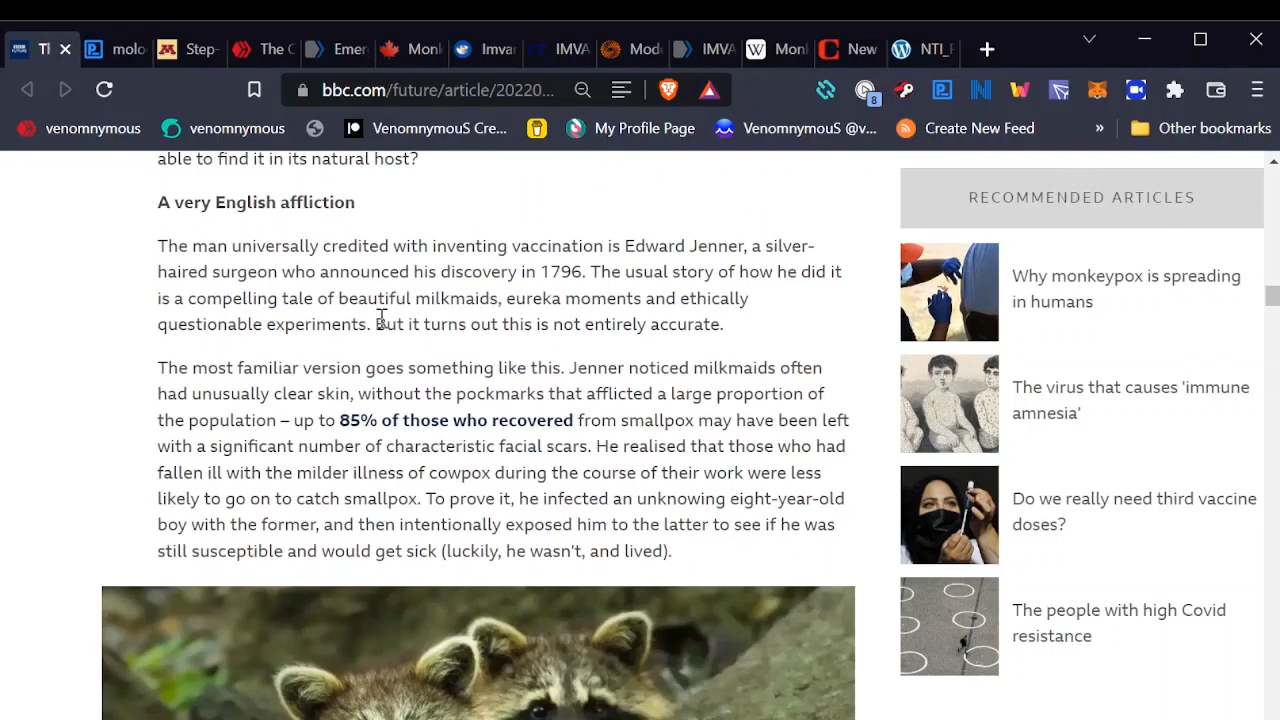 Tl
molo
Step-
The C
Emer
Monk
Imvar
IMVA
Mode
IMVA
Monl
New
NTI_F
bbc.com/future/article/20220...
8
venomnymous
venomnymous
VenomnymouS Cre...
My Profile Page
VenomnymouS @v...
Create New Feed
»
Other bookmarks
able to find it in its natural host?
A very English affliction
The man universally credited with inventing vaccination is Edward Jenner, a silver-
haired surgeon who announced his discovery in 1796. The usual story of how he did it
is a compelling tale of beautiful milkmaids, eureka moments and ethically
questionable experiments. But it turns out this is not entirely accurate.
The most familiar version goes something like this. Jenner noticed milkmaids often
had unusually clear skin, without the pockmarks that afflicted a large proportion of
the population – up to 85% of those who recovered from smallpox may have been left
with a significant number of characteristic facial scars. He realised that those who had
fallen ill with the milder illness of cowpox during the course of their work were less
likely to go on to catch smallpox. To prove it, he infected an unknowing eight-year-old
boy with the former, and then intentionally exposed him to the latter to see if he was
still susceptible and would get sick (luckily, he wasn't, and lived).
RECOMMENDED ARTICLES
Why monkeypox is spreading
in humans
The virus that causes 'immune
amnesia'
Do we really need third vaccine
doses?
The people with high Covid
resistance